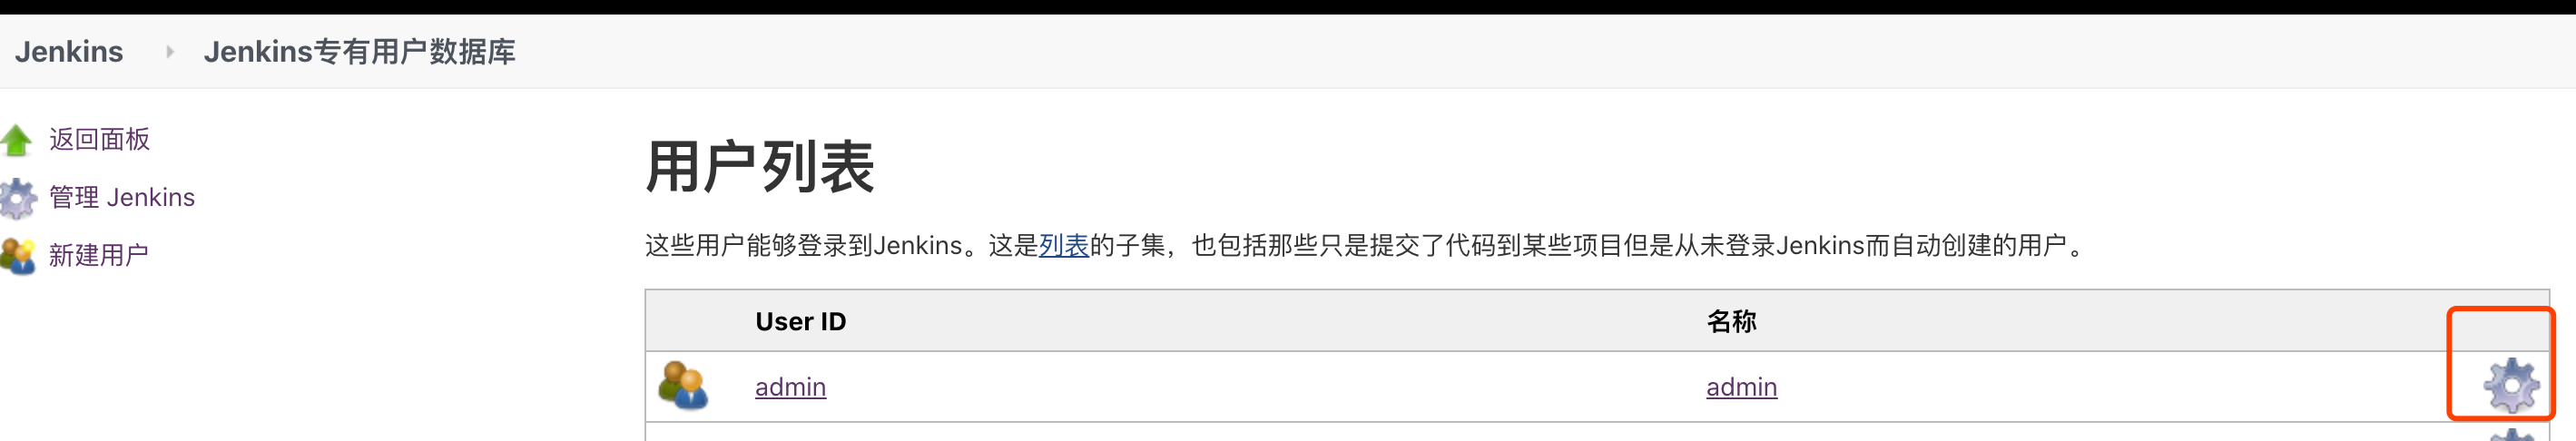 Jenkins Jenkins专有用户数据库
返回面板
管理 Jenkins
新建用户
用户列表
这些用户能够登录到Jenkins。这是列表的子集，也包括那些只是提交了代码到某些项目但是从未登录Jenkins而自动创建的用户。
User ID 名称
admin admin